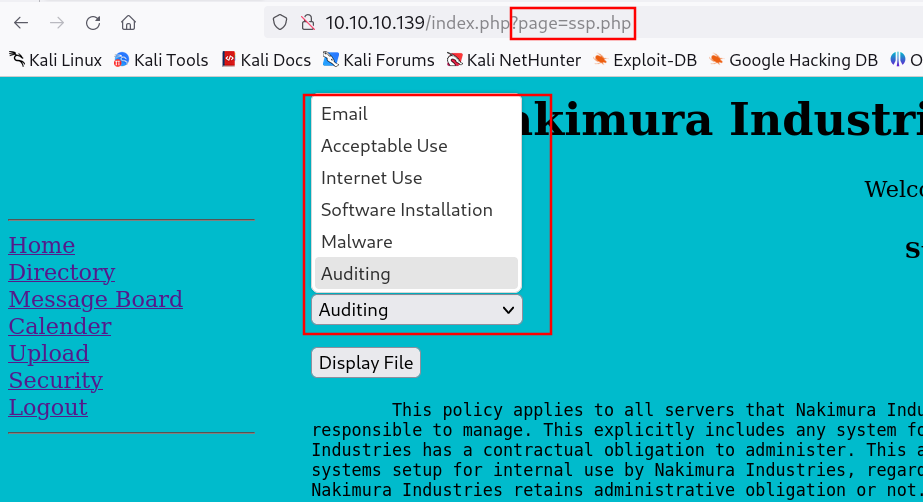 10.10.10.139/index.php?page=ssp.php
Kali Linux Kali Tools Kali Docs Kali Forums Kali NetHunter Exploit-DB Google Hacking DB O
akimura Industri
Welco
S
Email
Acceptable Use
Internet Use
Software Installation
Malware
Auditing
Auditing
Display File
Home
Directory
Message Board
Calender
Upload
Security
Logout
This policy applies to all servers that Nakimura Indu
responsible to manage. This explicitly includes any system fo
Industries has a contractual obligation to administer. This a
systems setup for internal use by Nakimura Industries, regard
Nakimura Industries retains administrative obligation or not.